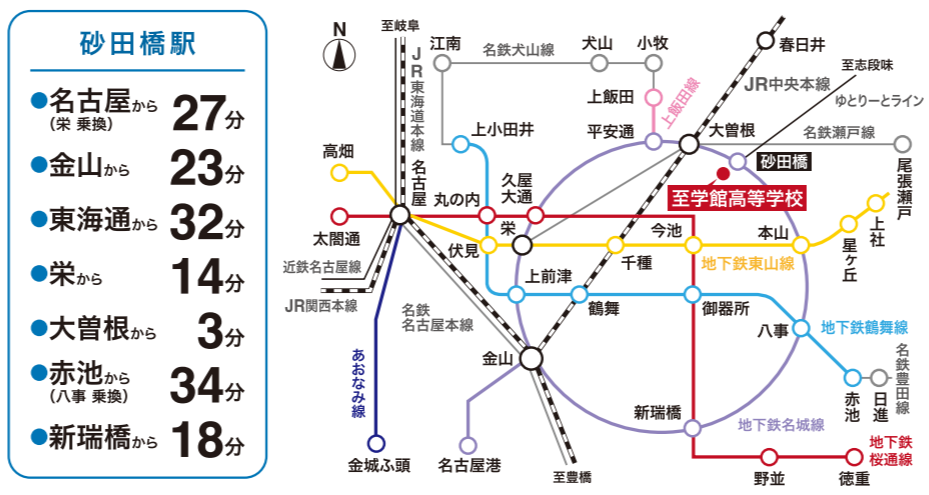 砂田橋駅
●名古屋から 27分
(栄 乗換)
●金山から 23分
●東海通から 32分
●栄から 14分
●大曽根から 3分
●赤池から 34分
(八事 乗換)
●新瑞橋から 18分
N
至岐阜
JR東海道本線
江南
名鉄犬山線
犬山
小牧
春日井
至志段味
JR中央本線
ゆとりーとライン
上飯田
上飯田線
上小田井
平安通
大曽根
名鉄瀬戸線
尾張瀬戸
砂田橋
至学館高等学校
高畑
名古屋
丸の内
久屋
大通
太閤通
伏見
栄
今池
本山
星ヶ丘
上社
千種
地下鉄東山線
近鉄名古屋線
JR関西本線
上前津
鶴舞
御器所
八事
地下鉄鶴舞線
名鉄
名古屋本線
金山
あおなみ線
赤池
日進
名鉄豊田線
新瑞橋
地下鉄名城線
地下鉄
桜通線
金城ふ頭
名古屋港
至豊橋
野並
徳重